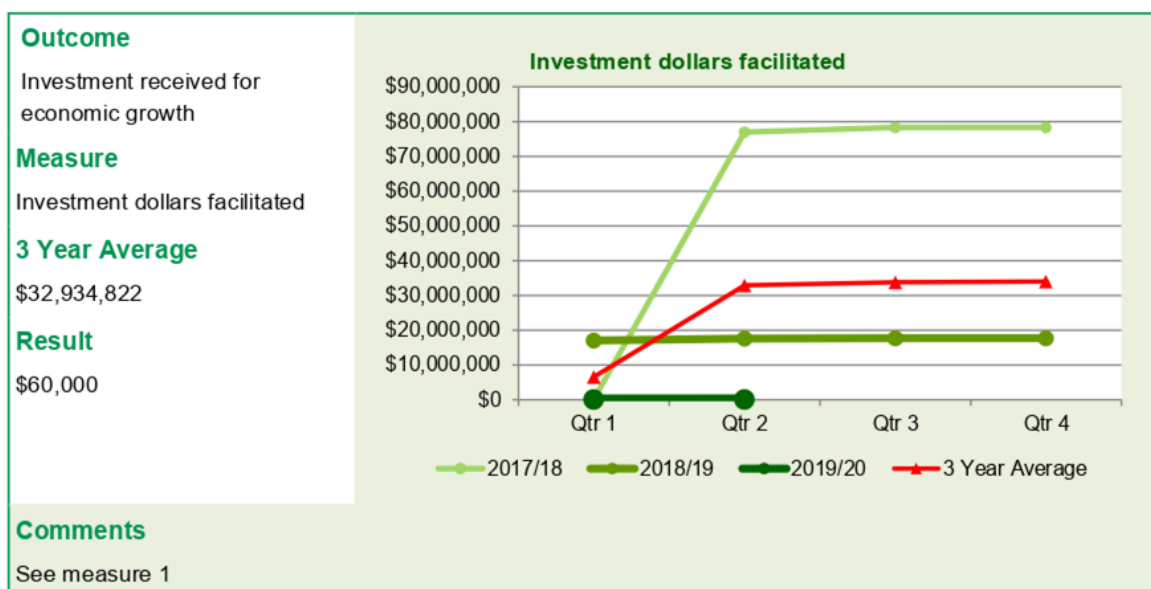 Outcome
Investment received for
economic growth
Measure
Investment dollars facilitated
3 Year Average
$32,934,822
Result
$60,000
Investment dollars facilitated
$90,000,000
$80,000,000
$70,000,000
$60,000,000
$50,000,000
$40,000,000
$30,000,000
$20,000,000
$10,000,000
$0
Qtr 1 Qtr 2 Qtr 3 Qtr 4
2017/18 2018/19 2019/20 3 Year Average
Comments
See measure 1